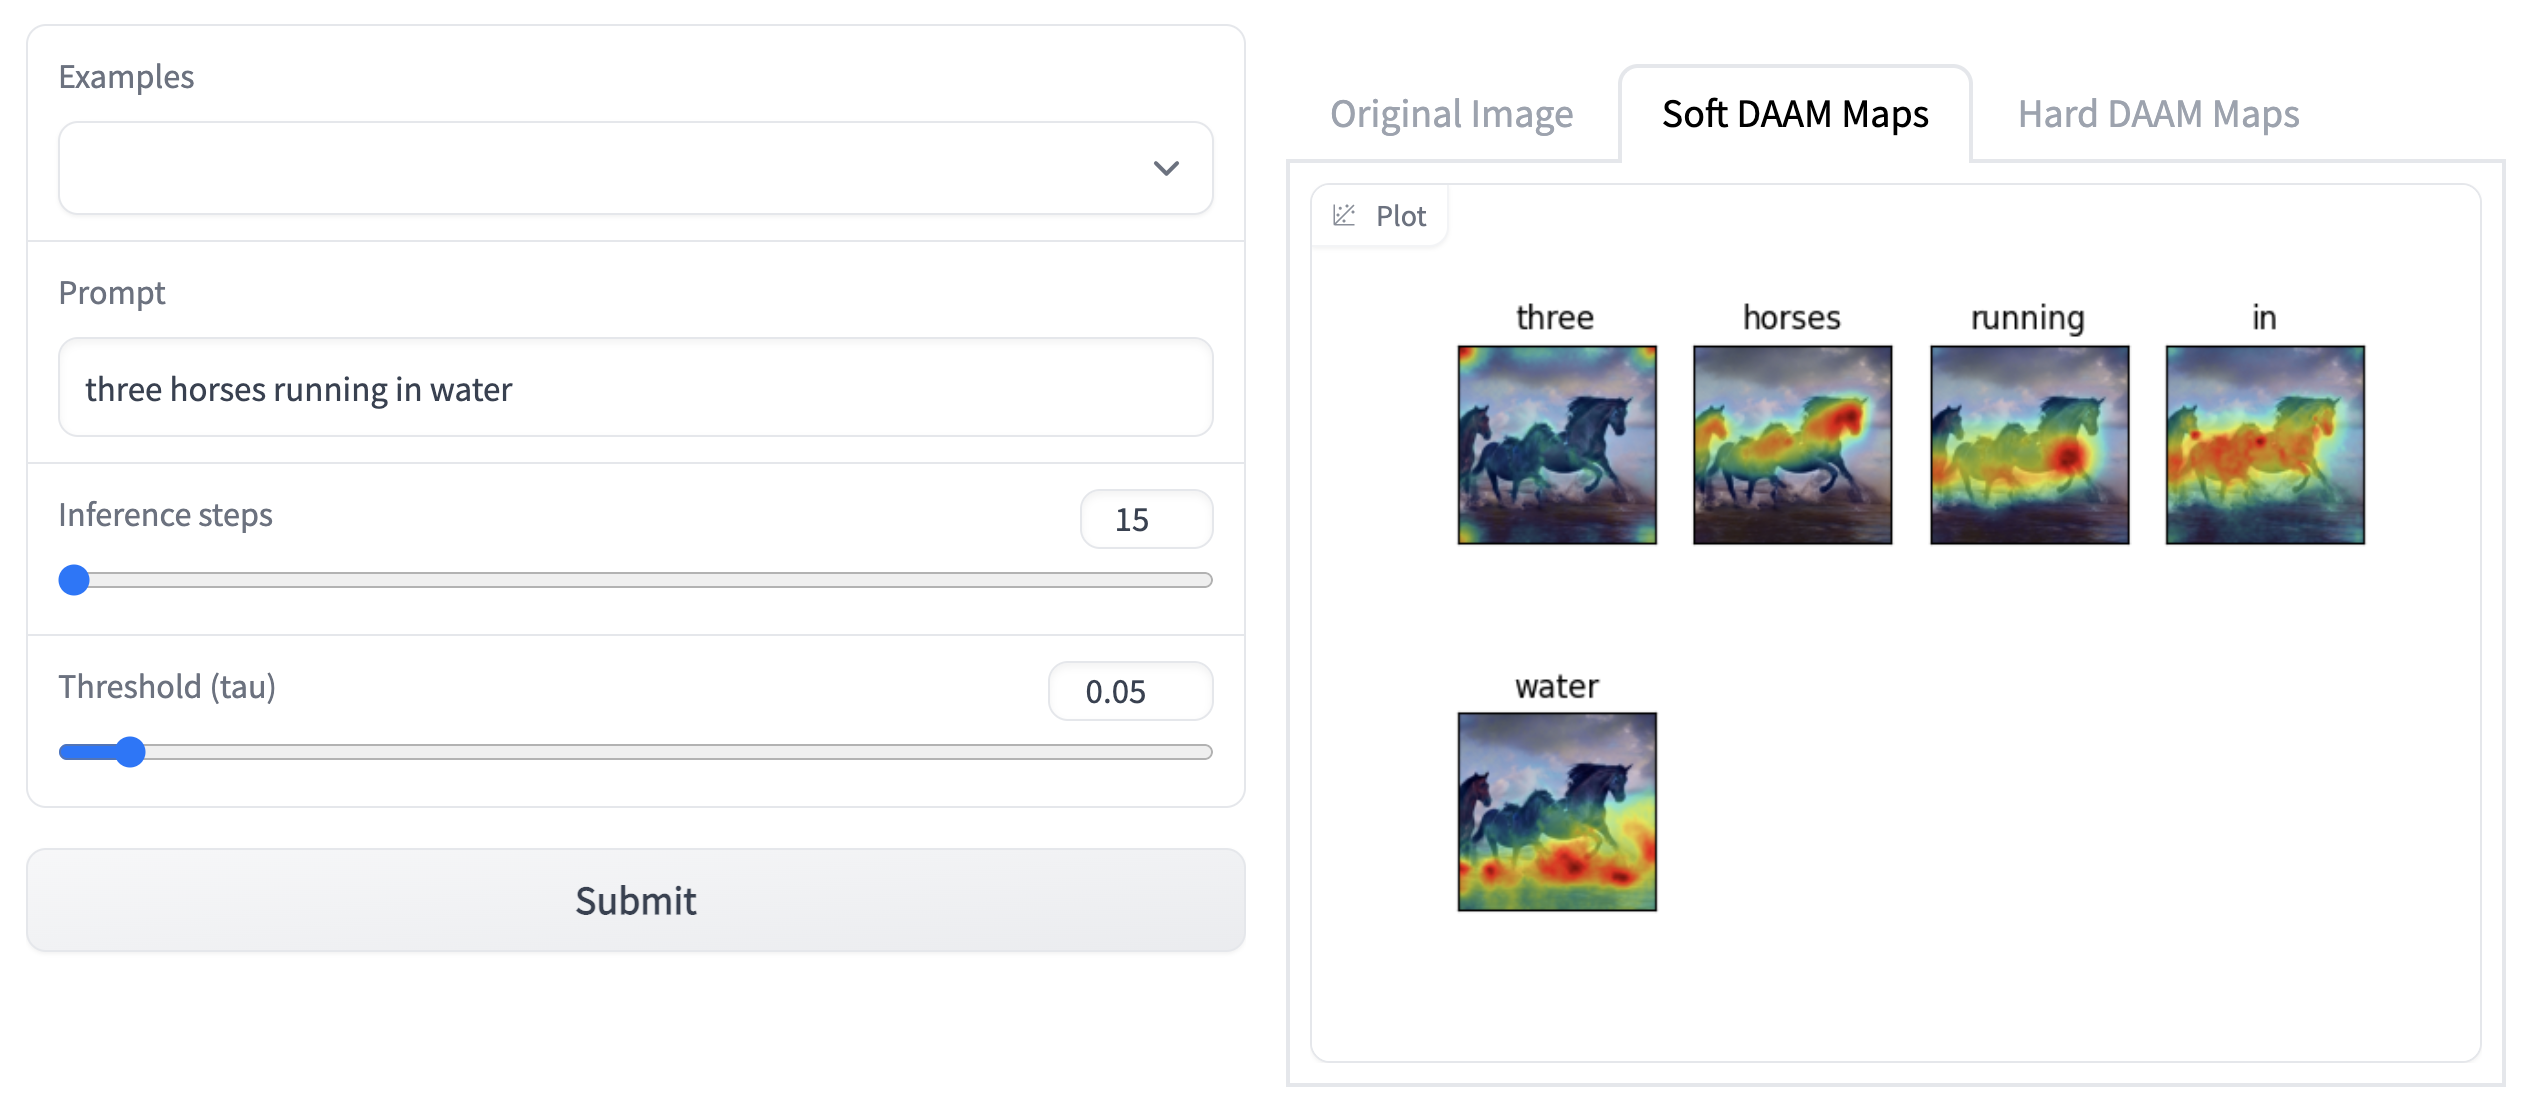 Examples
Prompt
three horses running in water
Inference steps
15
Threshold (tau)
0.05
Submit
Original Image
Soft DAAM Maps
Hard DAAM Maps
Plot
three
horses
running
in
water